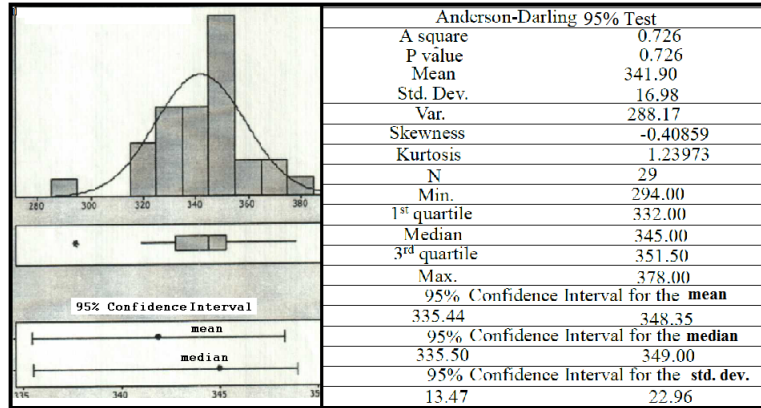 280 300 320 340 360 380
95% Confidence Interval
mean
median
335 340 345
Anderson-Darling 95% Test
A square 0.726
P value 0.726
Mean 341.90
Std. Dev. 16.98
Var. 288.17
Skewness -0.40859
Kurtosis 1.23973
N 29
Min. 294.00
1st quartile 332.00
Median 345.00
3rd quartile 351.50
Max. 378.00
95% Confidence Interval for the mean
335.44 348.35
95% Confidence Interval for the median
335.50 349.00
95% Confidence Interval for the std. dev.
13.47 22.96